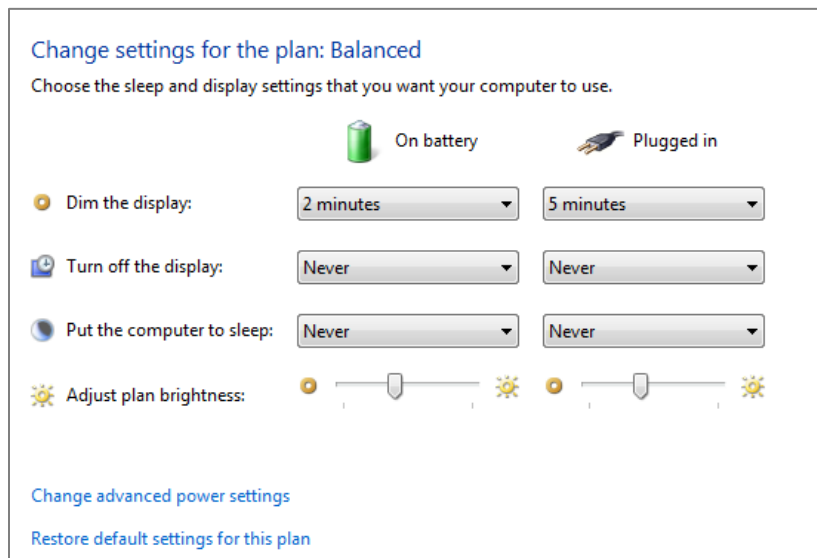 Change settings for the plan: Balanced
Choose the sleep and display settings that you want your computer to use.
On battery Plugged in
Dim the display: 2 minutes 5 minutes
Turn off the display: Never Never
Put the computer to sleep: Never Never
Adjust plan brightness:
Change advanced power settings
Restore default settings for this plan